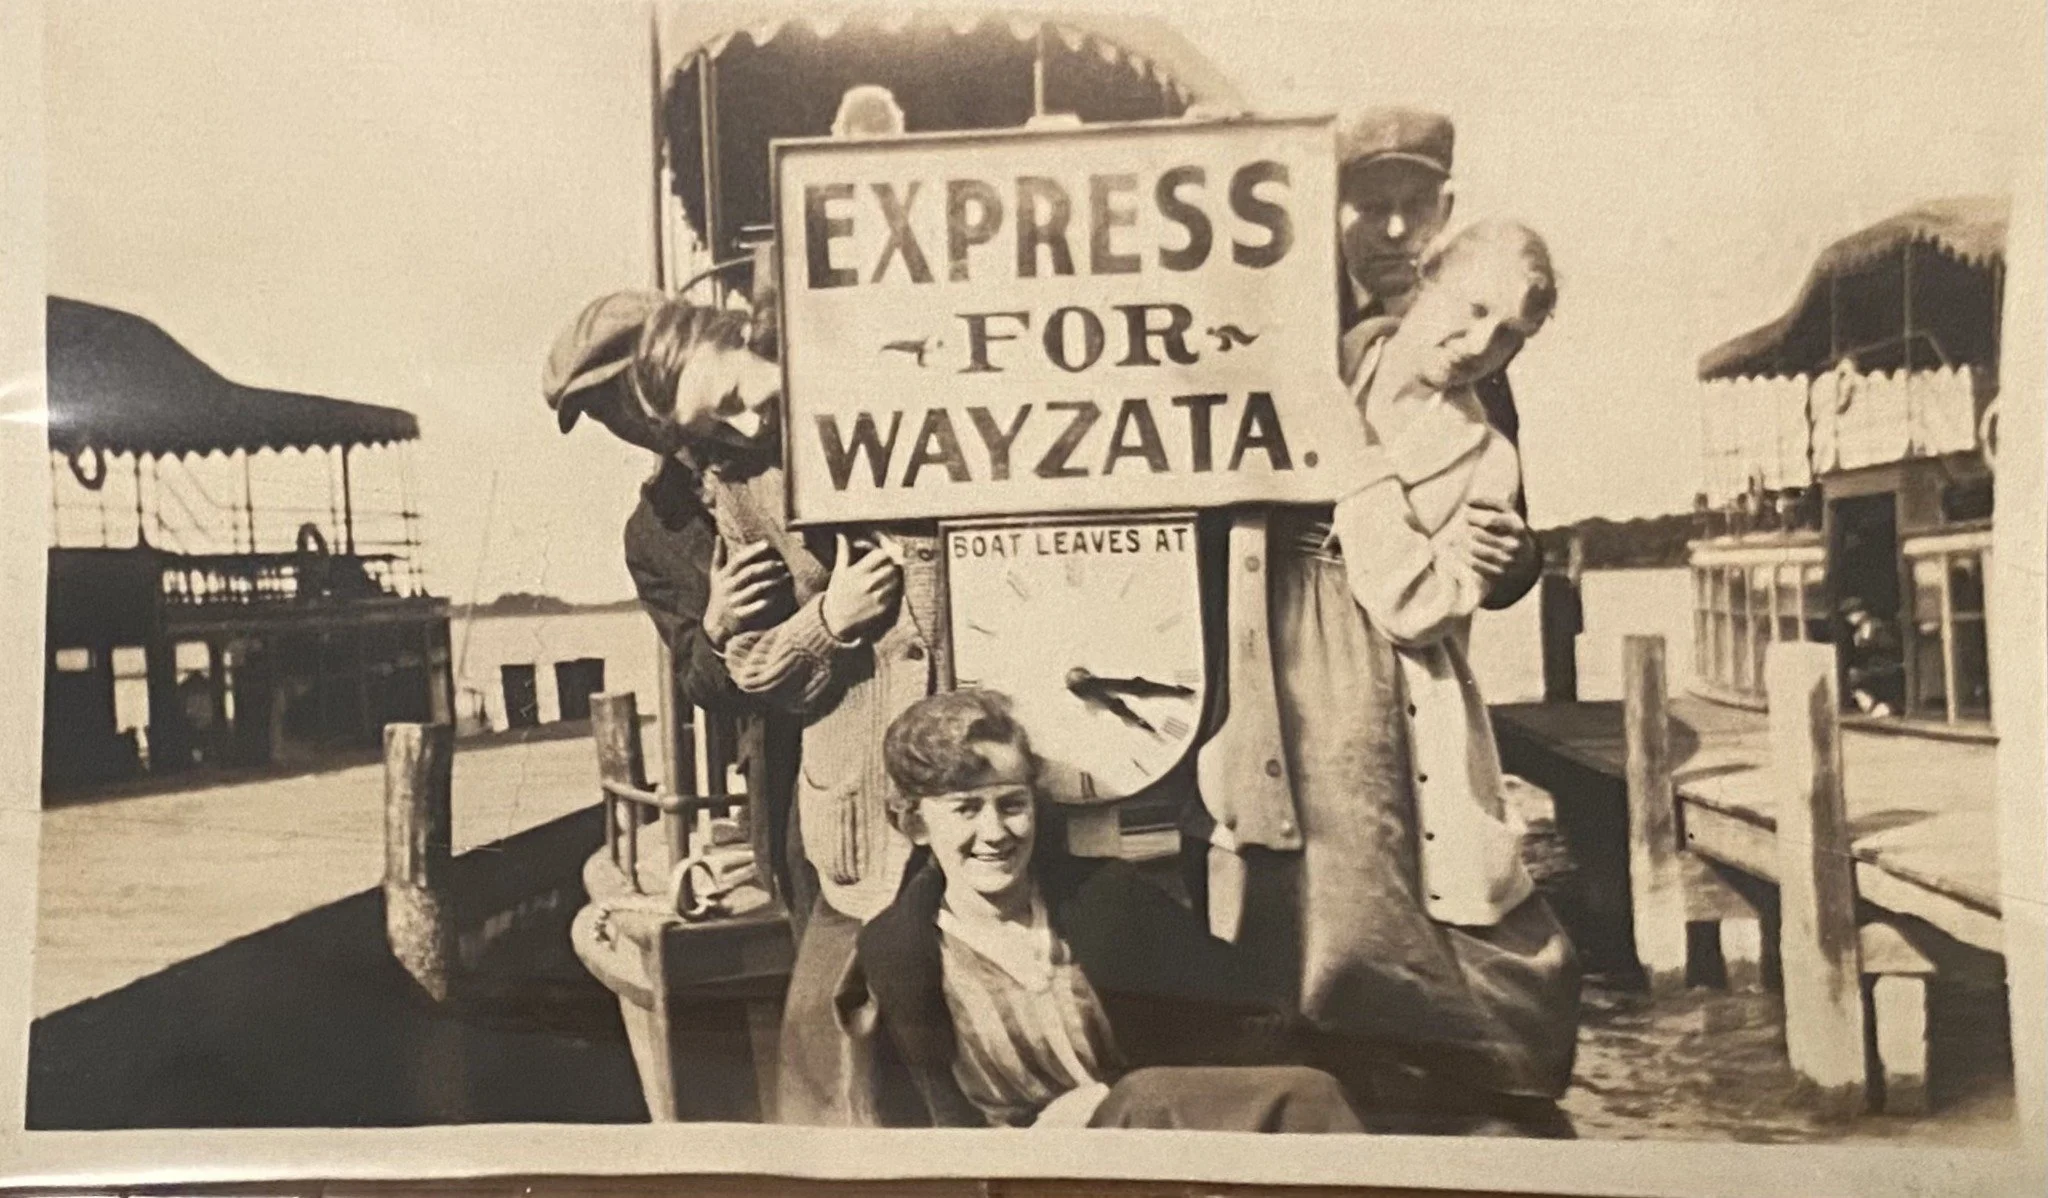 EXPRESS
FOR
WAYZATA.
BOAT LEAVES AT